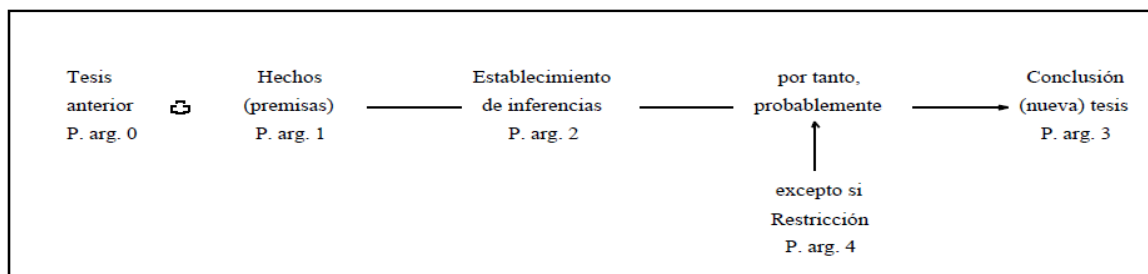 Tesis
anterior
P. arg. 0
Hechos
(premisas)
P. arg. 1
Establecimiento
de inferencias
P. arg. 2
por tanto,
probablemente
Conclusión
(nueva) tesis
P. arg. 3
excepto si
Restricción
P. arg. 4